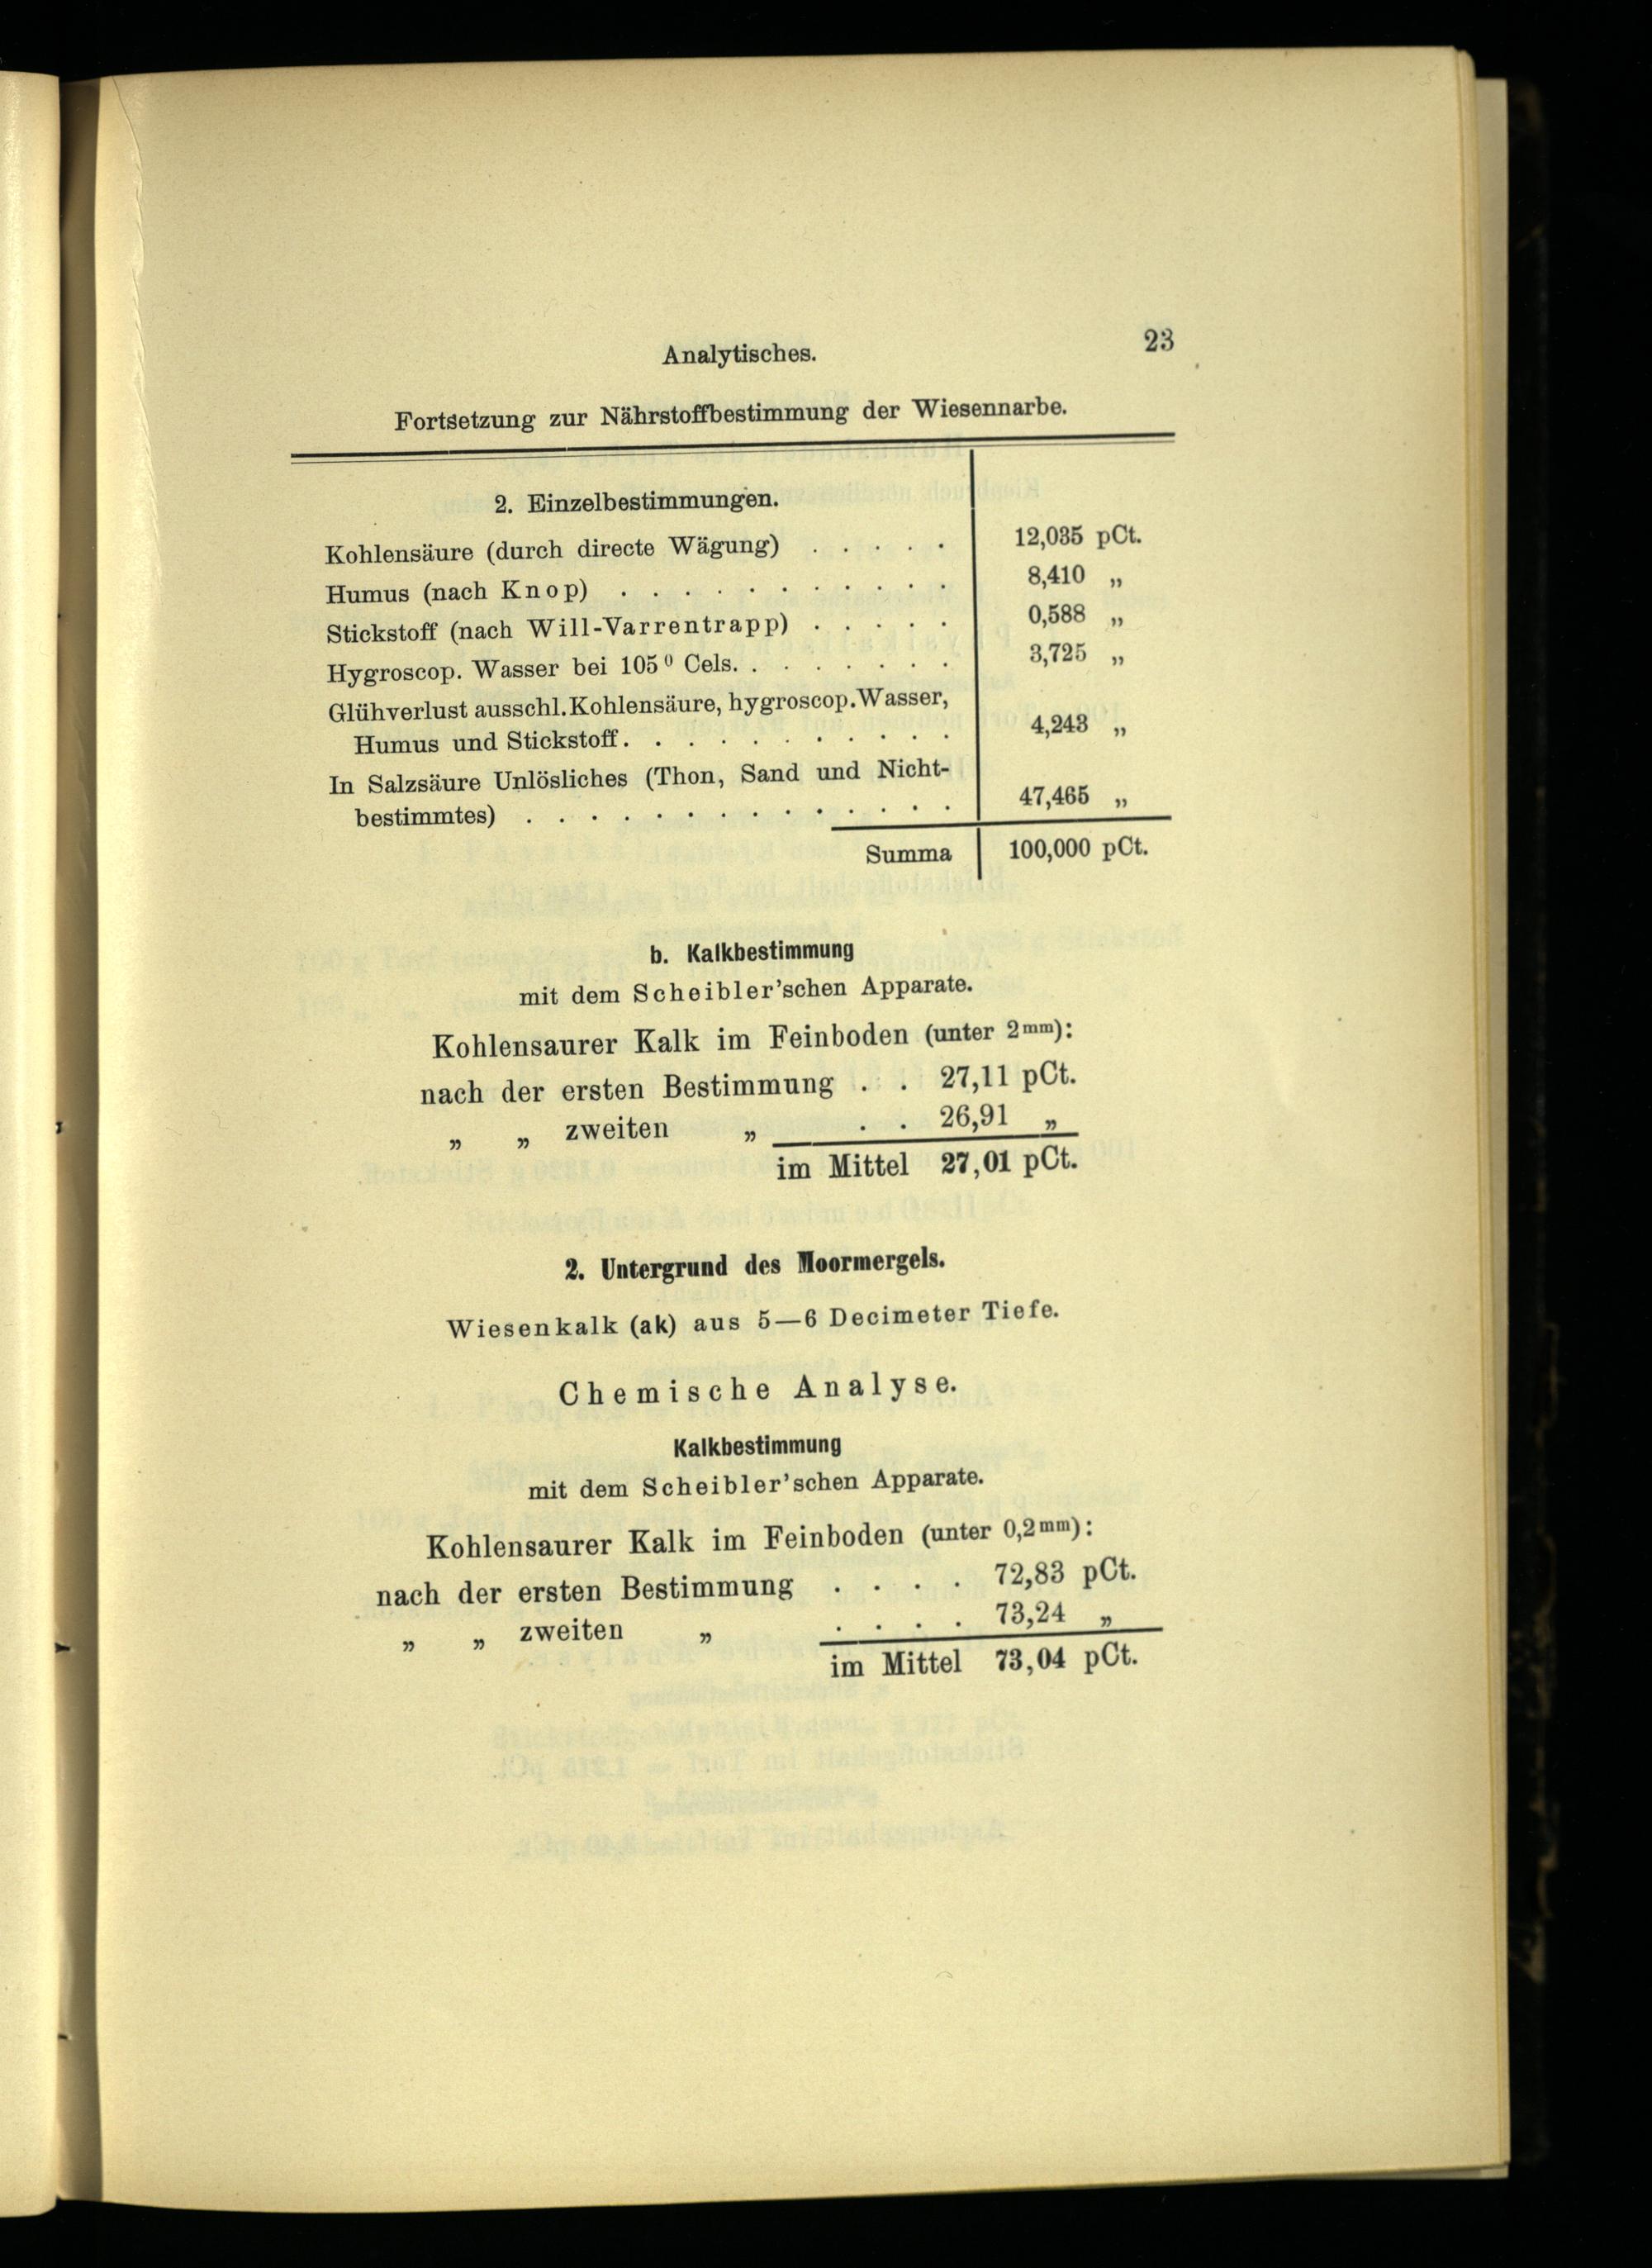 Analytisches. 23
Fortsetzung zur Nährstoffbestimmung der Wiesennarbe.
2. Einzelbestimmungen.
Kohlensäure (durch directe Wägung) . . . . . 12,035 pCt.
Humus (nach Knop) . . . . . . . . . . . 8,410 „
Stickstoff (nach Will-Varrentrapp) . . . . . 0,588 „
Hygroscop. Wasser bei 105⁰ Cels. . . . . . . . 3,725 „
Glühverlust ausschl. Kohlensäure, hygroscop. Wasser,
Humus und Stickstoff. . . . . . . . . . . 4,243 „
In Salzsäure Unlösliches (Thon, Sand und Nicht-
bestimmtes) . . . . . . . . . . . . . . 47,465 „
Summa 100,000 pCt.
b. Kalkbestimmung
mit dem Scheibler'schen Apparate.
Kohlensaurer Kalk im Feinboden (unter 2mm):
nach der ersten Bestimmung . . 27,11 pCt.
„ „ zweiten „ . . 26,91 „
im Mittel 27,01 pCt.
2. Untergrund des Moormergels.
Wiesenkalk (ak) aus 5—6 Decimeter Tiefe.
Chemische Analyse.
Kalkbestimmung
mit dem Scheibler'schen Apparate.
Kohlensaurer Kalk im Feinboden (unter 0,2mm):
nach der ersten Bestimmung . . . . 72,83 pCt.
„ „ zweiten „ . . . . 73,24 „
im Mittel 73,04 pCt.